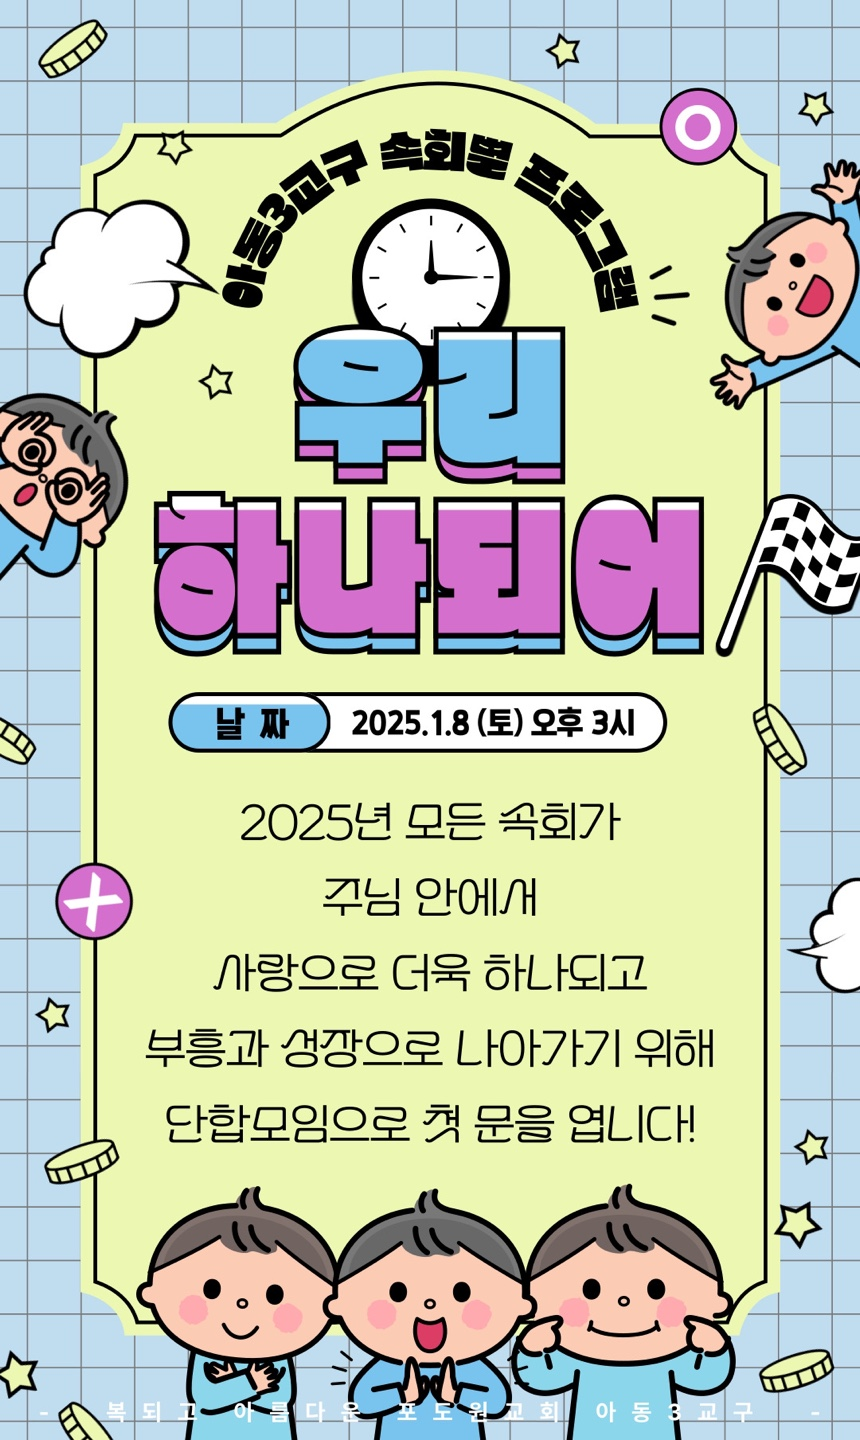 아동3교구 속회별 프로그램
우리
하나되어
날 짜 2025.1.8 (토) 오후 3시
2025년 모든 속회가
주님 안에서
사랑으로 더욱 하나되고
부흥과 성장으로 나아가기 위해
단합모임으로 첫 문을 엽니다!
- 복되고 아름다운 포도원교회 아동3교구 -